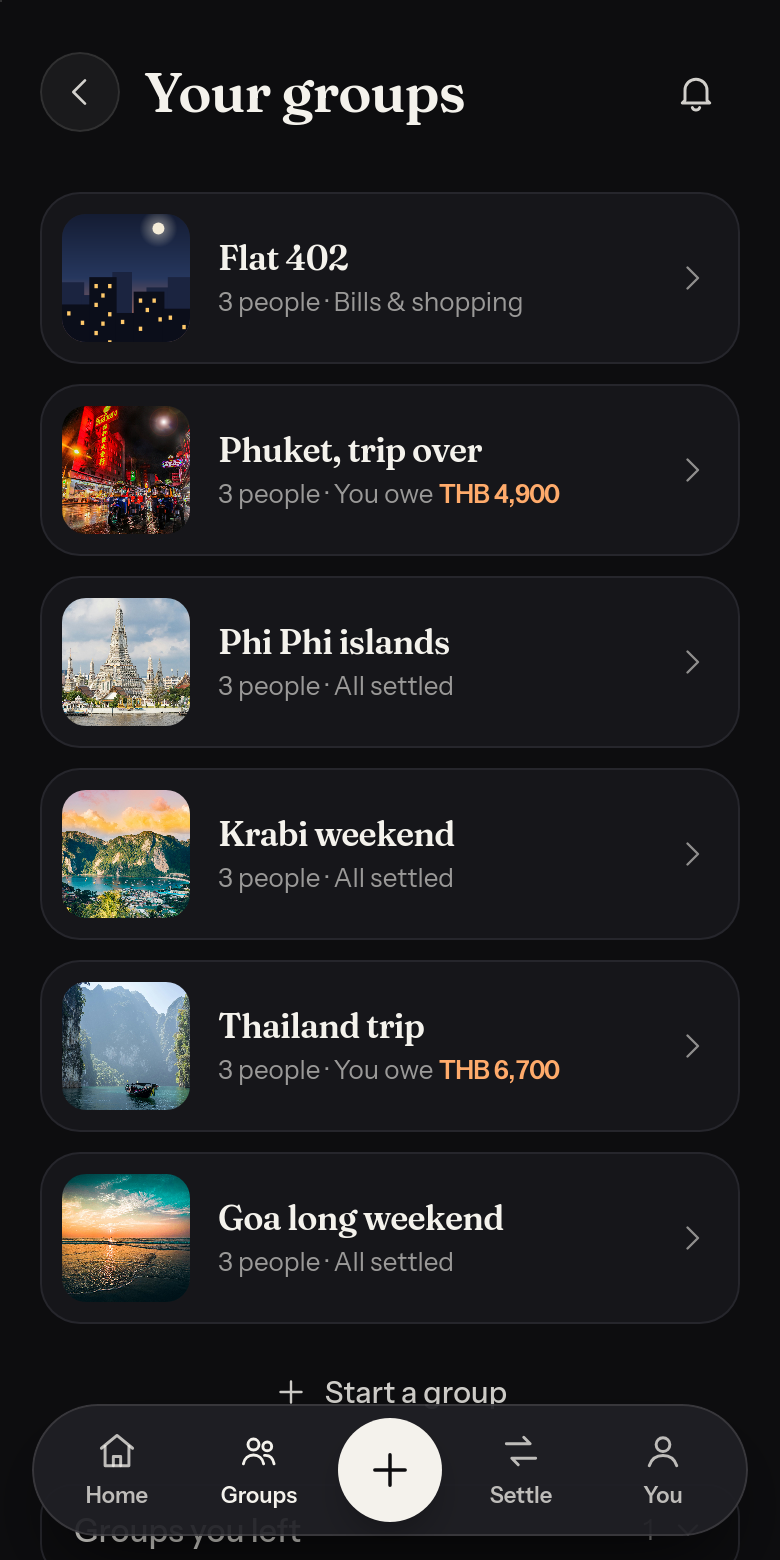 Your groups
Flat 402
3 people · Bills & shopping
Phuket, trip over
3 people · You owe THB 4,900
Phi Phi islands
3 people · All settled
Krabi weekend
3 people · All settled
Thailand trip
3 people · You owe THB 6,700
Goa long weekend
3 people · All settled
Start a group
Home
Groups
Settle
You
Groups you left 1